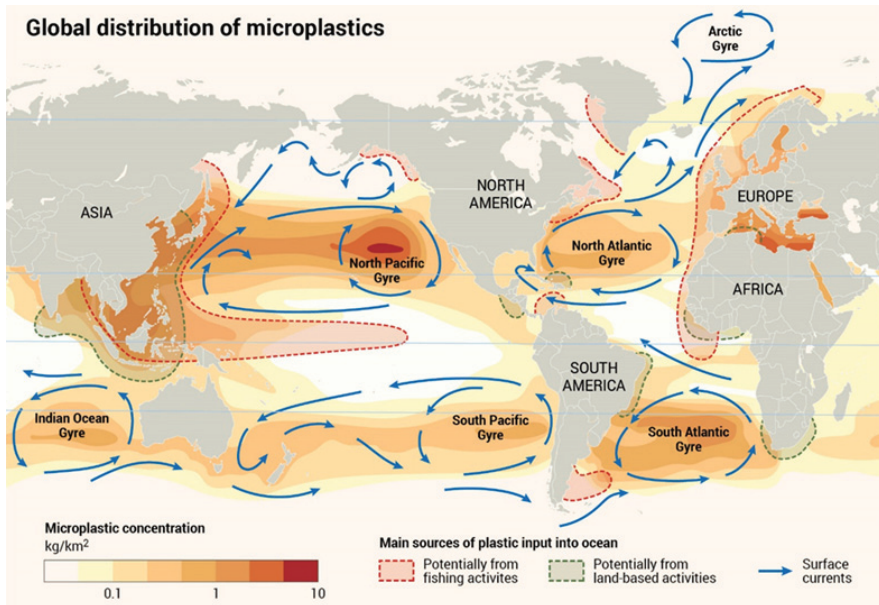 Global distribution of microplastics
Arctic
Gyre
ASIA
NORTH
AMERICA
EUROPE
North Pacific
Gyre
North Atlantic
Gyre
AFRICA
SOUTH
AMERICA
Indian Ocean
Gyre
South Pacific
Gyre
South Atlantic
Gyre
Microplastic concentration
kg/km²
0.1 1 10
Main sources of plastic input into ocean
Potentially from
fishing activites
Potentially from
land-based activities
Surface
currents